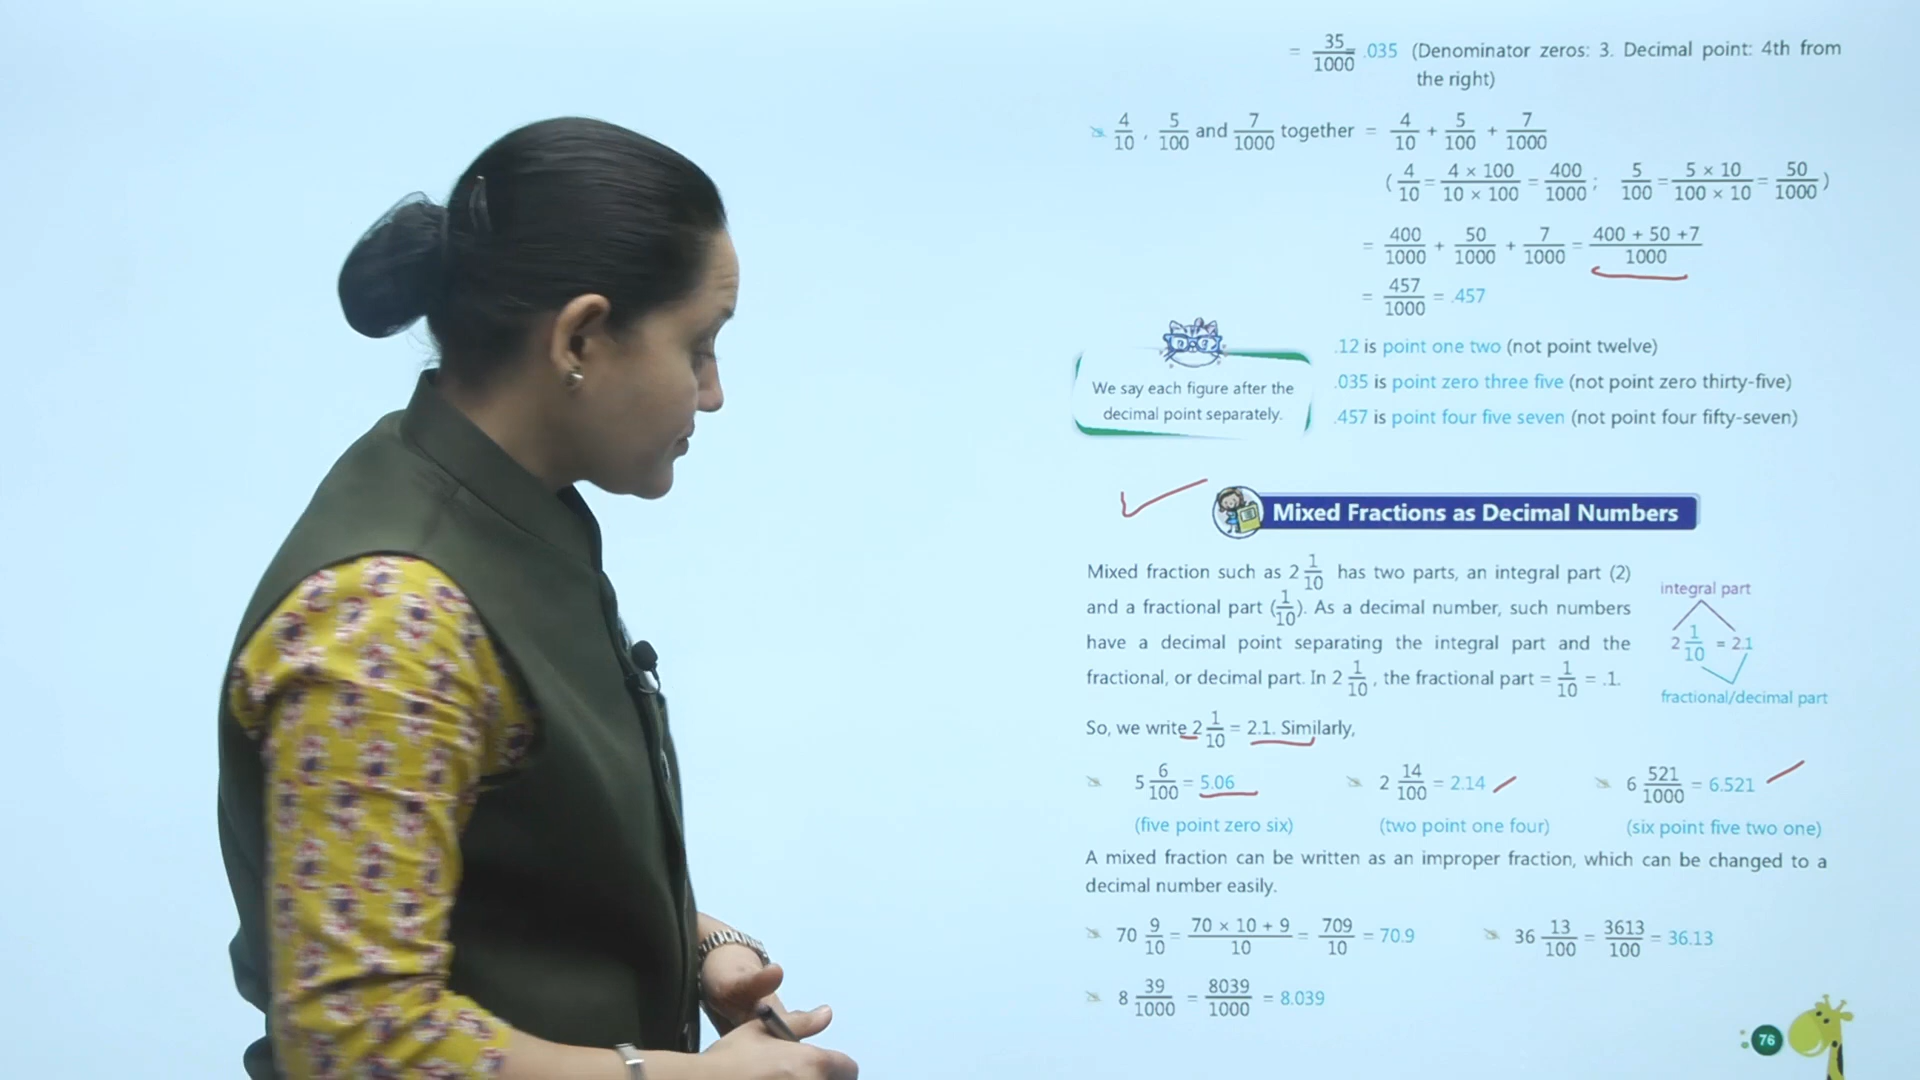 = 35/1000 = .035 (Denominator zeros: 3. Decimal point: 4th from
the right)
4/10 , 5/100 and 7/1000 together = 4/10 + 5/100 + 7/1000
( 4/10 = 4 × 100/10 × 100 = 400/1000 ; 5/100 = 5 × 10/100 × 10 = 50/1000 )
= 400/1000 + 50/1000 + 7/1000 = 400 + 50 +7/1000
= 457/1000 = .457
We say each figure after the
decimal point separately.
.12 is point one two (not point twelve)
.035 is point zero three five (not point zero thirty-five)
.457 is point four five seven (not point four fifty-seven)
Mixed Fractions as Decimal Numbers
Mixed fraction such as 2 1/10 has two parts, an integral part (2)
and a fractional part (1/10). As a decimal number, such numbers
have a decimal point separating the integral part and the
fractional, or decimal part. In 2 1/10 , the fractional part = 1/10 = .1.
integral part
2 1/10 = 2.1
fractional/decimal part
So, we write 2 1/10 = 2.1. Similarly,
5 6/100 = 5.06 2 14/100 = 2.14 6 521/1000 = 6.521
(five point zero six) (two point one four) (six point five two one)
A mixed fraction can be written as an improper fraction, which can be changed to a
decimal number easily.
70 9/10 = 70 × 10 + 9/10 = 709/10 = 70.9 36 13/100 = 3613/100 = 36.13
8 39/1000 = 8039/1000 = 8.039
76